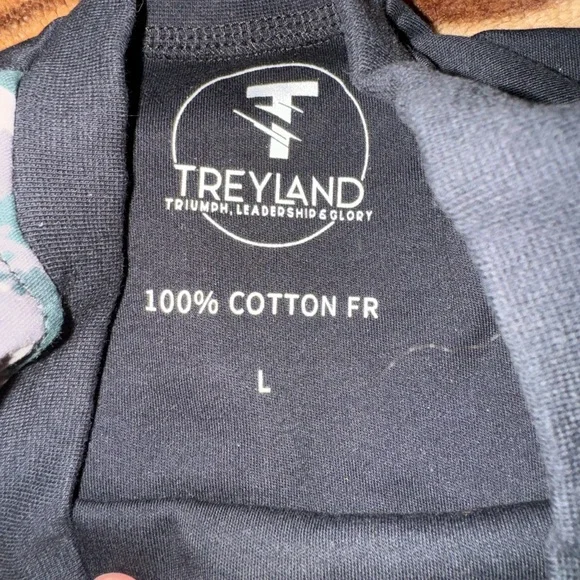 T
TREYLAND
TRIUMPH, LEADERSHIP & GLORY
100% COTTON FR
L